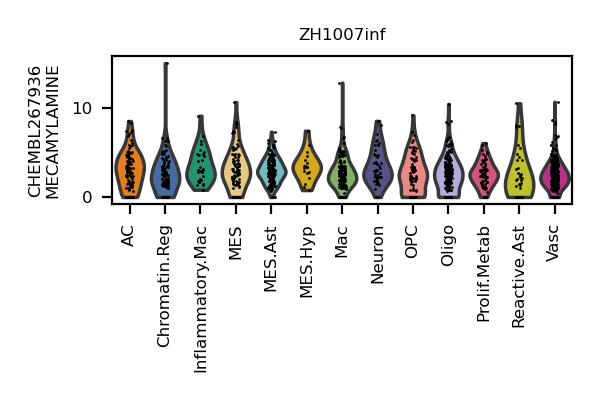 ZH1007inf
CHEMBL267936
MECAMYLAMINE
10
0
AC
Chromatin.Reg
Inflammatory.Mac
MES
MES.Ast
MES.Hyp
Mac
Neuron
OPC
Oligo
Prolif.Metab
Reactive.Ast
Vasc